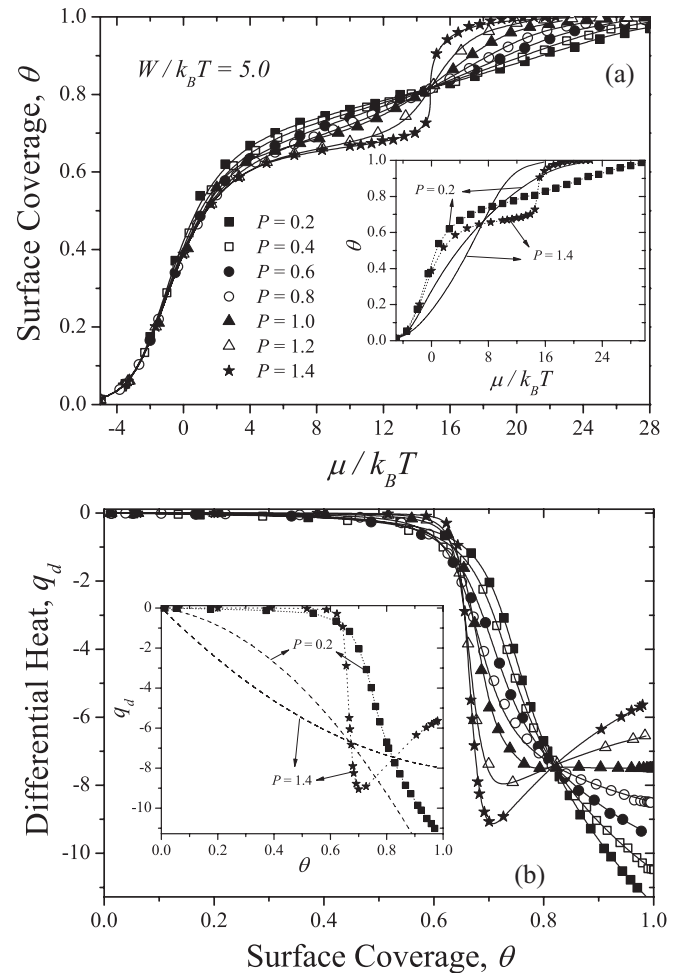 1.0
W / k_BT = 5.0
(a)
0.8
0.6
0.4
0.2
0.0
Surface Coverage, θ
P = 0.2
P = 0.4
P = 0.6
P = 0.8
P = 1.0
P = 1.2
P = 1.4
1.0
0.8
0.6
0.4
0.2
0.0
θ
P = 0.2
P = 1.4
0 8 16 24
μ / k_BT
-4 0 4 8 12 16 20 24 28
μ / k_BT
0
-2
-4
-6
-8
-10
Differential Heat, q_d
0
-2
-4
-6
-8
-10
q_d
P = 0.2
P = 1.4
0.0 0.2 0.4 0.6 0.8 1.0
θ
(b)
0.0 0.2 0.4 0.6 0.8 1.0
Surface Coverage, θ